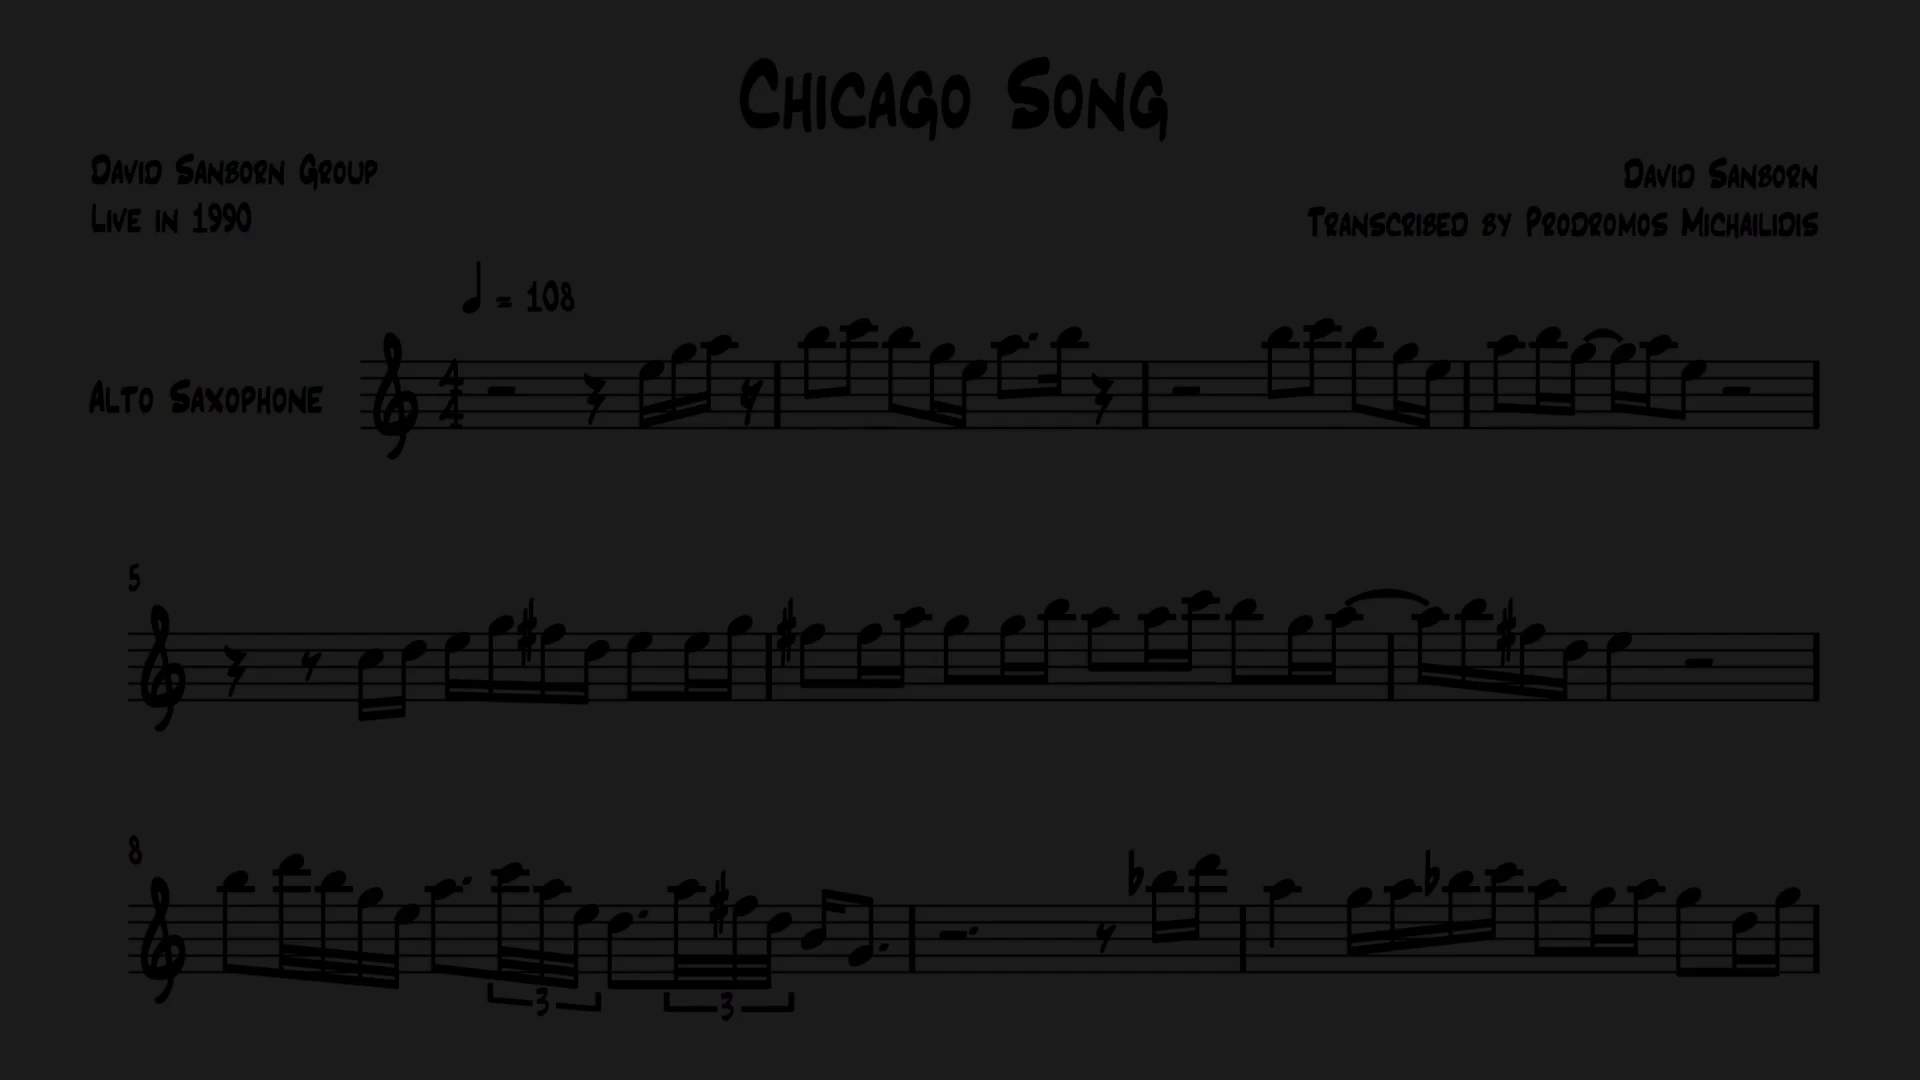 Chicago Song
David Sanborn Group
Live in 1990
David Sanborn
Transcribed by Prodromos Michailidis
= 108
Alto Saxophone
4
4
5
8
3
3